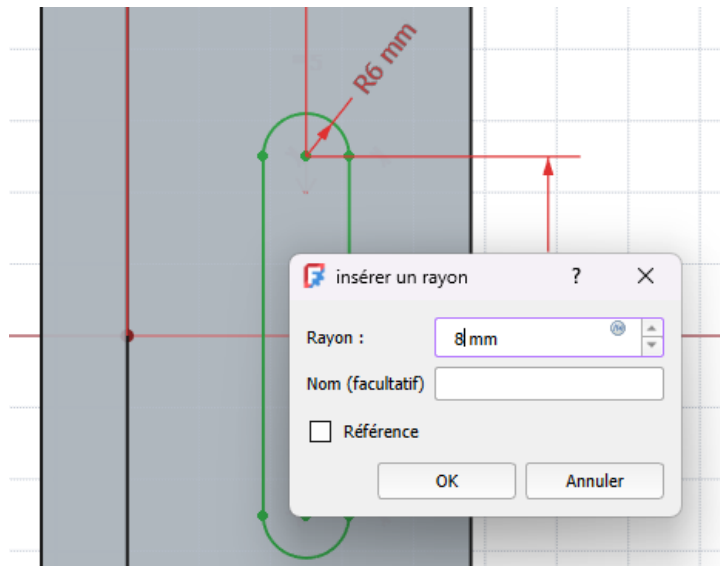 R6 mm
insérer un rayon ?
Rayon : 8 mm
Nom (facultatif)
Référence
OK Annuler